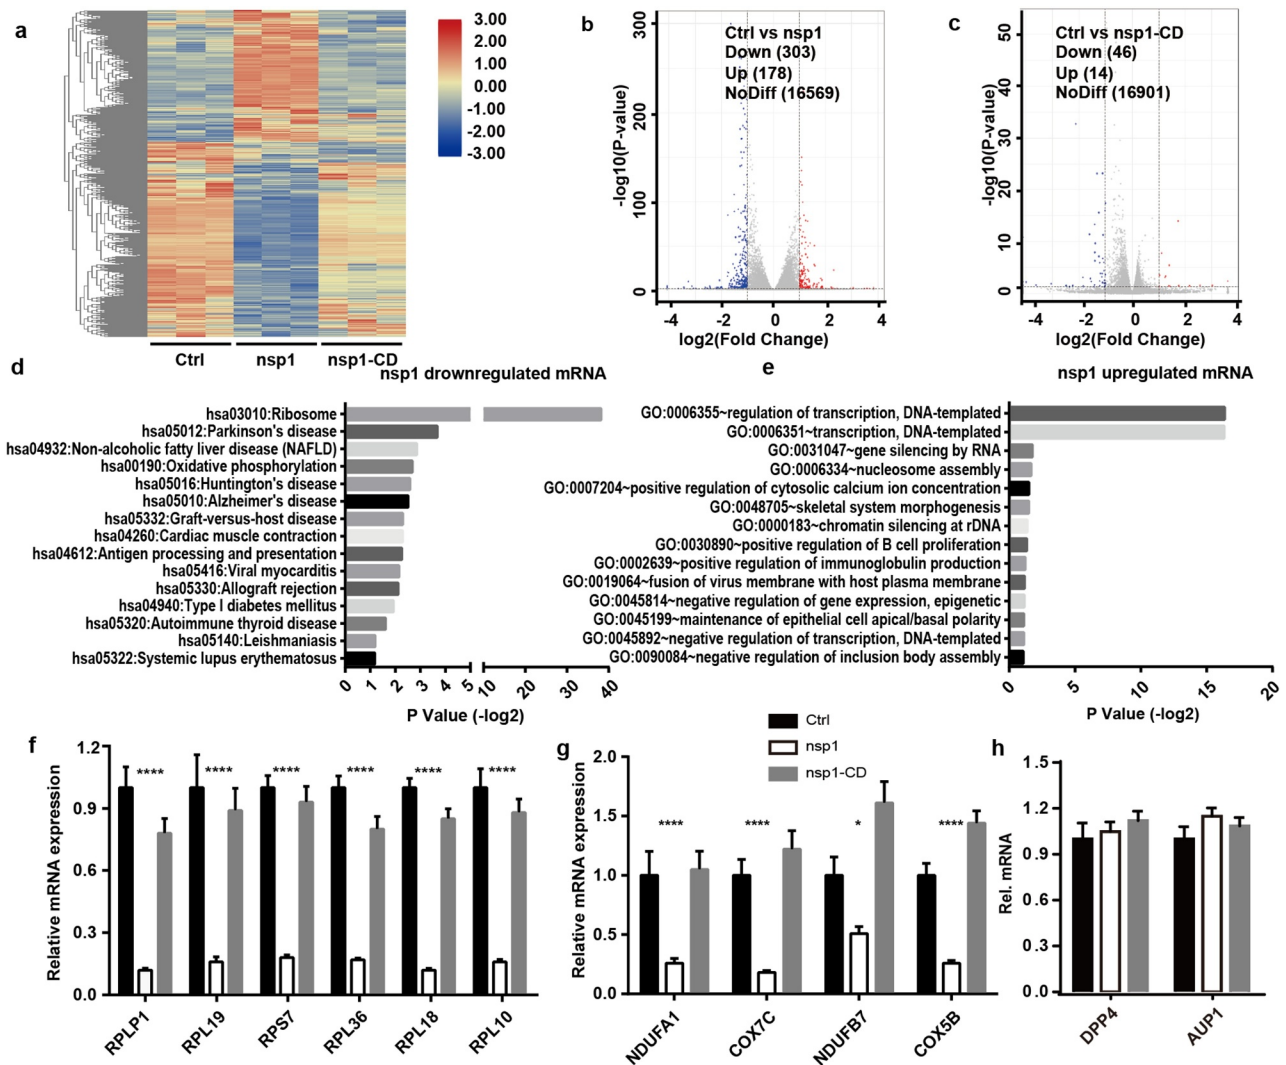 a
3.00
2.00
1.00
0.00
-1.00
-2.00
-3.00
Ctrl
nsp1
nsp1-CD
b
Ctrl vs nsp1
Down (303)
Up (178)
NoDiff (16569)
-log10(P-value)
300
200
100
0
-4
-2
0
2
4
log2(Fold Change)
c
Ctrl vs nsp1-CD
Down (46)
Up (14)
NoDiff (16901)
-log10(P-value)
50
40
30
20
10
0
-4
-2
0
2
4
log2(Fold Change)
d
nsp1 drownregulated mRNA
hsa03010:Ribosome
hsa05012:Parkinson's disease
hsa04932:Non-alcoholic fatty liver disease (NAFLD)
hsa00190:Oxidative phosphorylation
hsa05016:Huntington's disease
hsa05010:Alzheimer's disease
hsa05332:Graft-versus-host disease
hsa04260:Cardiac muscle contraction
hsa04612:Antigen processing and presentation
hsa05416:Viral myocarditis
hsa05330:Allograft rejection
hsa04940:Type I diabetes mellitus
hsa05320:Autoimmune thyroid disease
hsa05140:Leishmaniasis
hsa05322:Systemic lupus erythematosus
0
1
2
3
4
5
10
20
30
40
P Value (-log2)
e
nsp1 upregulated mRNA
GO:0006355~regulation of transcription, DNA-templated
GO:0006351~transcription, DNA-templated
GO:0031047~gene silencing by RNA
GO:0006334~nucleosome assembly
GO:0007204~positive regulation of cytosolic calcium ion concentration
GO:0048705~skeletal system morphogenesis
GO:0000183~chromatin silencing at rDNA
GO:0030890~positive regulation of B cell proliferation
GO:0002639~positive regulation of immunoglobulin production
GO:0019064~fusion of virus membrane with host plasma membrane
GO:0045814~negative regulation of gene expression, epigenetic
GO:0045199~maintenance of epithelial cell apical/basal polarity
GO:0045892~negative regulation of transcription, DNA-templated
GO:0090084~negative regulation of inclusion body assembly
0
5
10
15
20
P Value (-log2)
Ctrl
nsp1
nsp1-CD
f
Relative mRNA expression
1.2
0.9
0.6
0.3
0.0
****
****
****
****
****
****
RPLP1
RPL19
RPS7
RPL36
RPL18
RPL10
g
Relative mRNA expression
2.0
1.5
1.0
0.5
0.0
****
****
*
****
NDUFA1
COX7C
NDUFB7
COX5B
h
Rel. mRNA
1.5
1.2
0.9
0.6
0.3
0.0
DPP4
AUP1